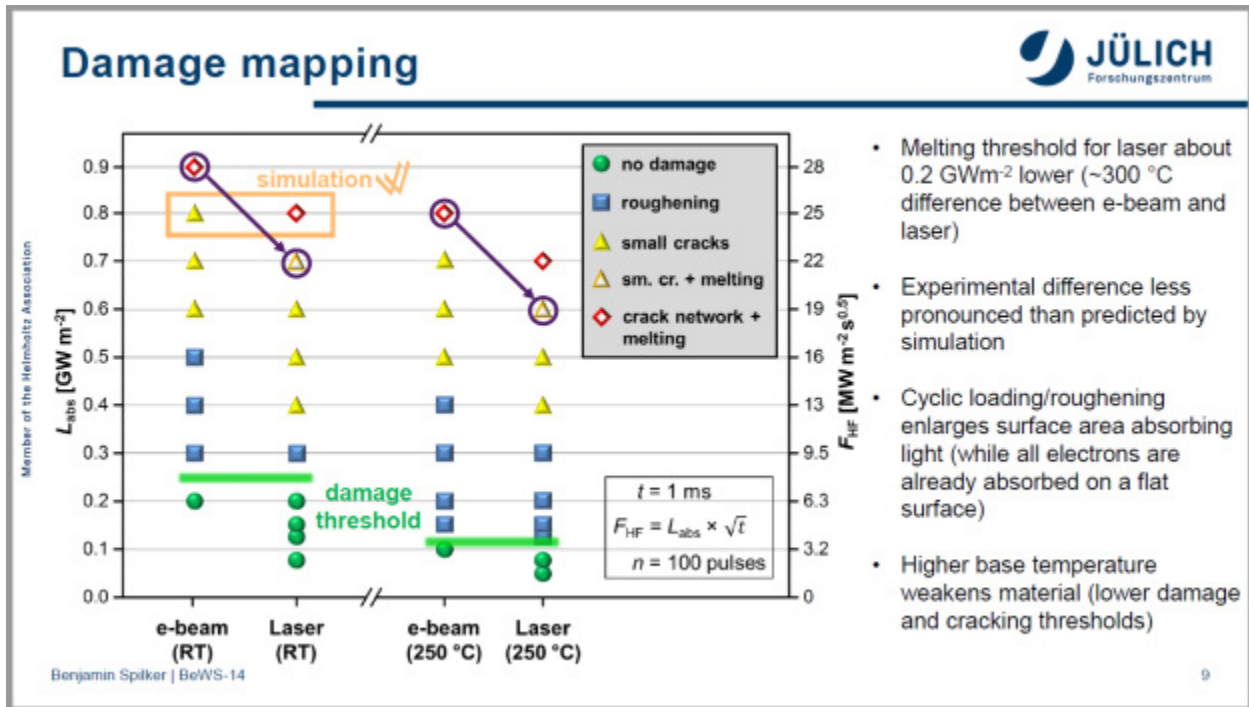 Damage mapping
JÜLICH
Forschungszentrum
Member of the Helmholtz Association
L_abs [GW m⁻²]
0.9
0.8
0.7
0.6
0.5
0.4
0.3
0.2
0.1
0.0
simulation
damage
threshold
no damage
roughening
small cracks
sm. cr. + melting
crack network +
melting
t = 1 ms
F_HF = L_abs × √t
n = 100 pulses
28
25
22
19
16
13
9.5
6.3
3.2
0
F_HF [MW m⁻² s⁰·⁵]
e-beam
(RT)
Laser
(RT)
e-beam
(250 °C)
Laser
(250 °C)
• Melting threshold for laser about
0.2 GWm⁻² lower (~300 °C
difference between e-beam and
laser)
• Experimental difference less
pronounced than predicted by
simulation
• Cyclic loading/roughening
enlarges surface area absorbing
light (while all electrons are
already absorbed on a flat
surface)
• Higher base temperature
weakens material (lower damage
and cracking thresholds)
Benjamin Spilker | BeWS-14
9